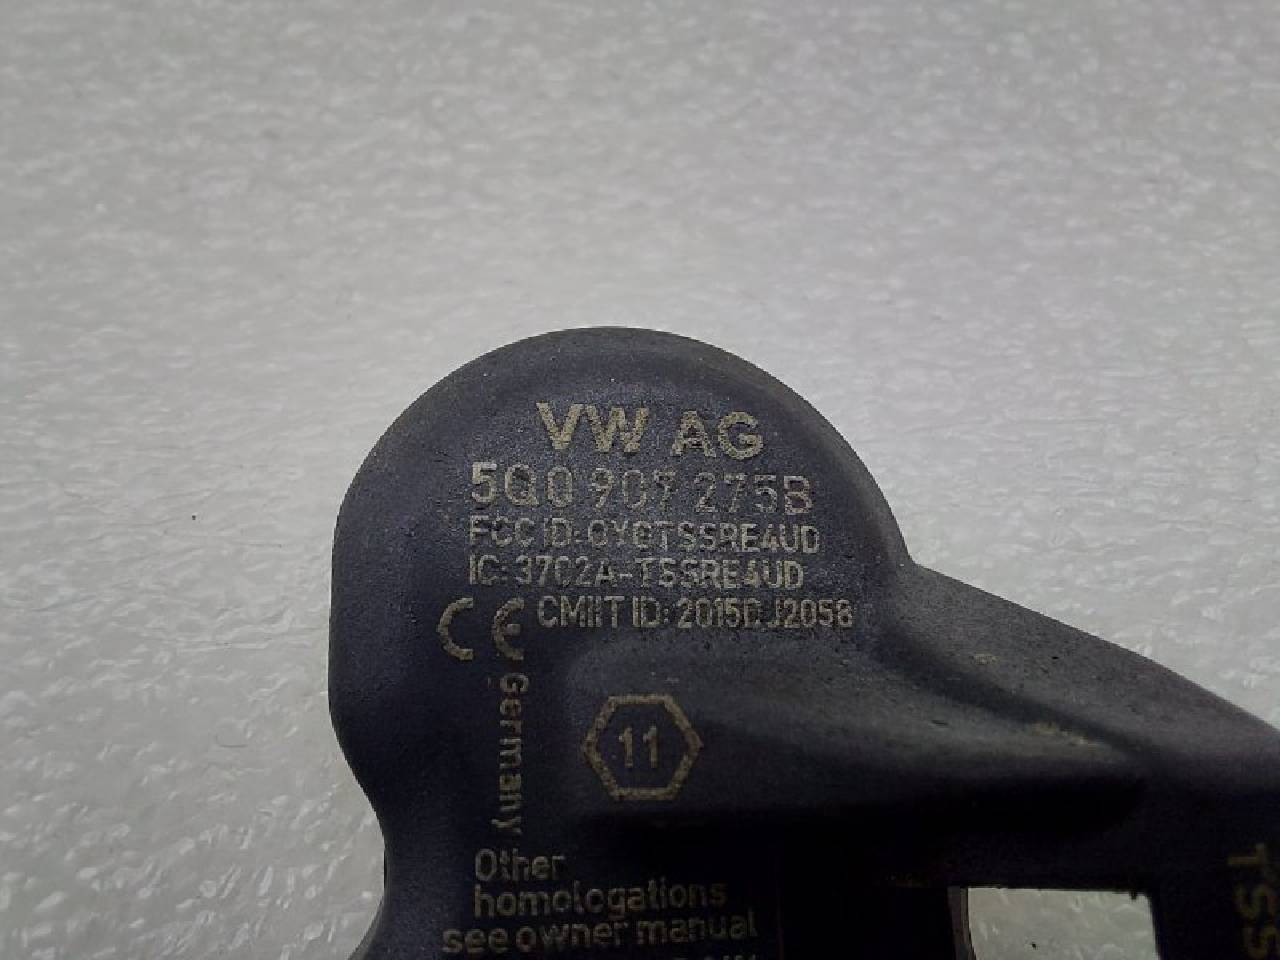 VW AG
5Q0 907 275B
FCC ID: OYGTSSRE4UD
IC: 3702A-TSSRE4UD
CE CMIIT ID: 2015DJ2058
Germany
11
Other
homologations
see owner manual
TSS